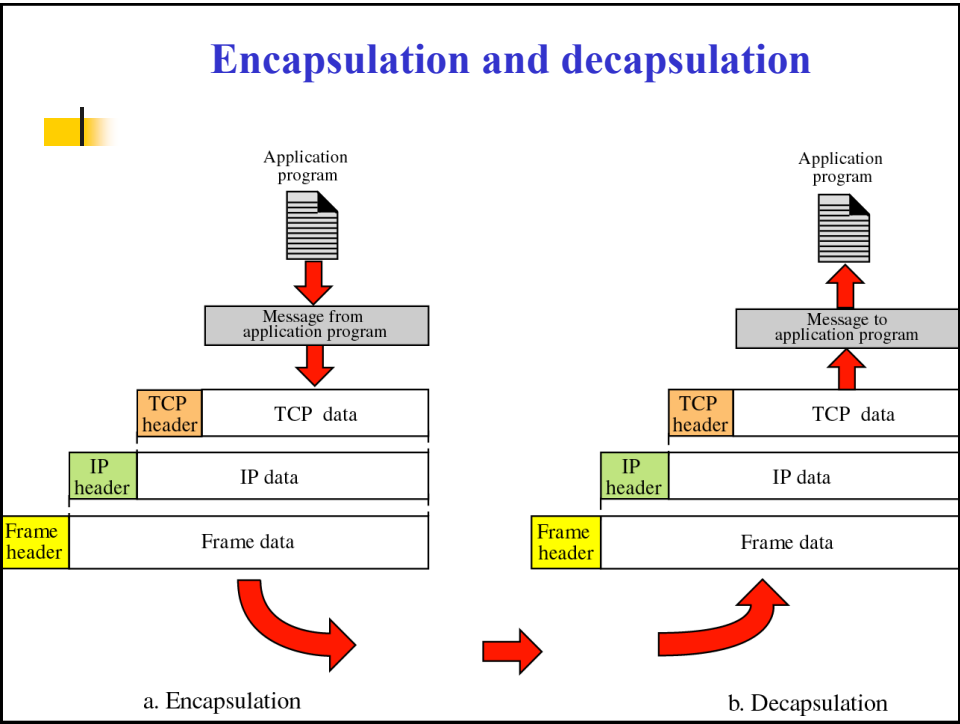 Encapsulation and decapsulation
Application
program
Message from
application program
TCP
header
TCP data
IP
header
IP data
Frame
header
Frame data
a. Encapsulation
Application
program
Message to
application program
TCP
header
TCP data
IP
header
IP data
Frame
header
Frame data
b. Decapsulation